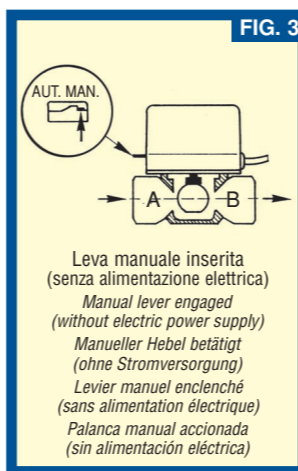 FIG. 3
AUT. MAN.
A B
Leva manuale inserita
(senza alimentazione elettrica)
Manual lever engaged
(without electric power supply)
Manueller Hebel betätigt
(ohne Stromversorgung)
Levier manuel enclenché
(sans alimentation électrique)
Palanca manual accionada
(sin alimentación eléctrica)